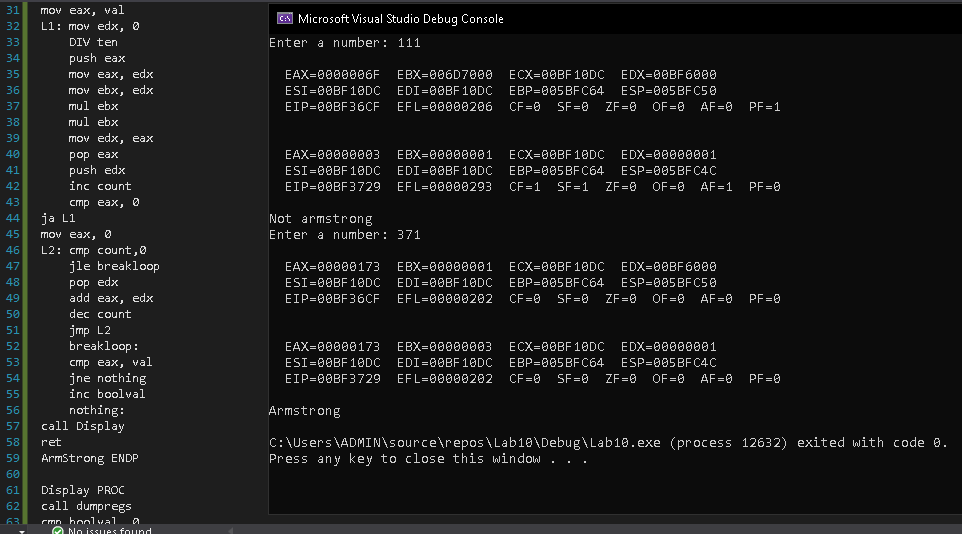 31 mov eax, val
32 L1: mov edx, 0
33 DIV ten
34 push eax
35 mov eax, edx
36 mov ebx, edx
37 mul ebx
38 mul ebx
39 mov edx, eax
40 pop eax
41 push edx
42 inc count
43 cmp eax, 0
44 ja L1
45 mov eax, 0
46 L2: cmp count,0
47 jle breakloop
48 pop edx
49 add eax, edx
50 dec count
51 jmp L2
52 breakloop:
53 cmp eax, val
54 jne nothing
55 inc boolval
56 nothing:
57 call Display
58 ret
59 ArmStrong ENDP
60
61 Display PROC
62 call dumpregs
63 cmp boolval, 0
No issues found
C:\ Microsoft Visual Studio Debug Console
Enter a number: 111
EAX=0000006F EBX=006D7000 ECX=00BF10DC EDX=00BF6000
ESI=00BF10DC EDI=00BF10DC EBP=005BFC64 ESP=005BFC50
EIP=00BF36CF EFL=00000206 CF=0 SF=0 ZF=0 OF=0 AF=0 PF=1
EAX=00000003 EBX=00000001 ECX=00BF10DC EDX=00000001
ESI=00BF10DC EDI=00BF10DC EBP=005BFC64 ESP=005BFC4C
EIP=00BF3729 EFL=00000293 CF=1 SF=1 ZF=0 OF=0 AF=1 PF=0
Not armstrong
Enter a number: 371
EAX=00000173 EBX=00000001 ECX=00BF10DC EDX=00BF6000
ESI=00BF10DC EDI=00BF10DC EBP=005BFC64 ESP=005BFC50
EIP=00BF36CF EFL=00000202 CF=0 SF=0 ZF=0 OF=0 AF=0 PF=0
EAX=00000173 EBX=00000003 ECX=00BF10DC EDX=00000001
ESI=00BF10DC EDI=00BF10DC EBP=005BFC64 ESP=005BFC4C
EIP=00BF3729 EFL=00000202 CF=0 SF=0 ZF=0 OF=0 AF=0 PF=0
Armstrong
C:\Users\ADMIN\source\repos\Lab10\Debug\Lab10.exe (process 12632) exited with code 0.
Press any key to close this window . . .